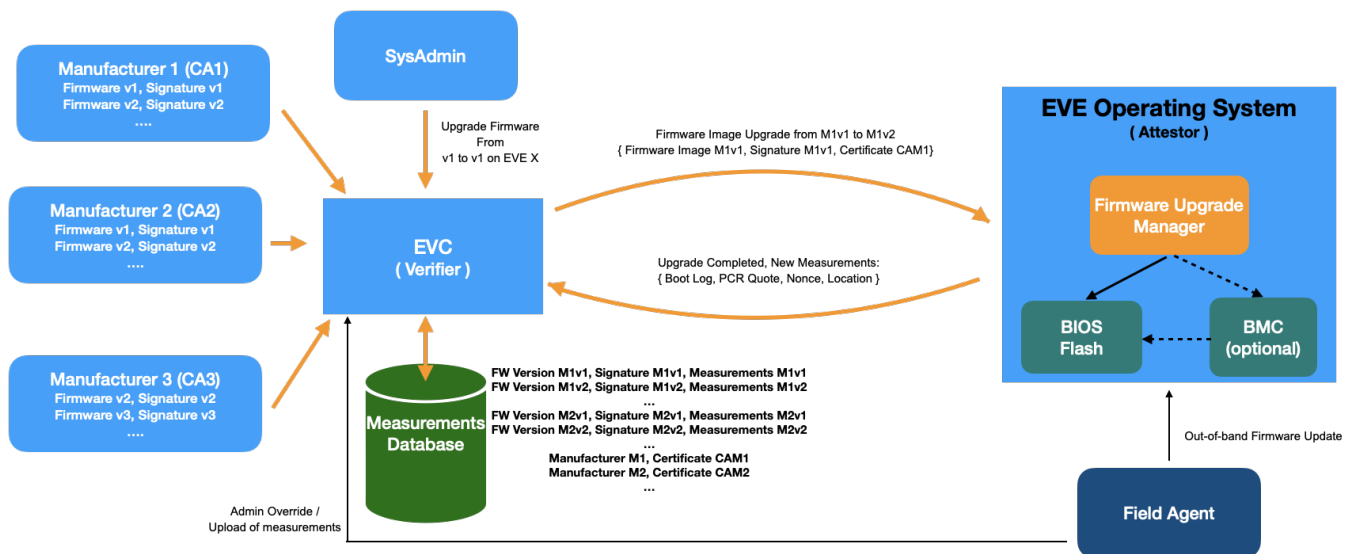 Manufacturer 1 (CA1)
Firmware v1, Signature v1
Firmware v2, Signature v2
....
SysAdmin
Upgrade Firmware
From
v1 to v1 on EVE X
Manufacturer 2 (CA2)
Firmware v1, Signature v1
Firmware v2, Signature v2
....
Manufacturer 3 (CA3)
Firmware v2, Signature v2
Firmware v3, Signature v3
....
EVC
( Verifier )
Firmware Image Upgrade from M1v1 to M1v2
{ Firmware Image M1v1, Signature M1v1, Certificate CAM1}
Upgrade Completed, New Measurements:
{ Boot Log, PCR Quote, Nonce, Location }
EVE Operating System
( Attestor )
Firmware Upgrade
Manager
BIOS
Flash
BMC
(optional)
Measurements
Database
FW Version M1v1, Signature M1v1, Measurements M1v1
FW Version M1v2, Signature M1v2, Measurements M1v2
...
FW Version M2v1, Signature M2v1, Measurements M2v1
FW Version M2v2, Signature M2v2, Measurements M2v2
...
Manufacturer M1, Certificate CAM1
Manufacturer M2, Certificate CAM2
...
Out-of-band Firmware Update
Field Agent
Admin Override /
Upload of measurements